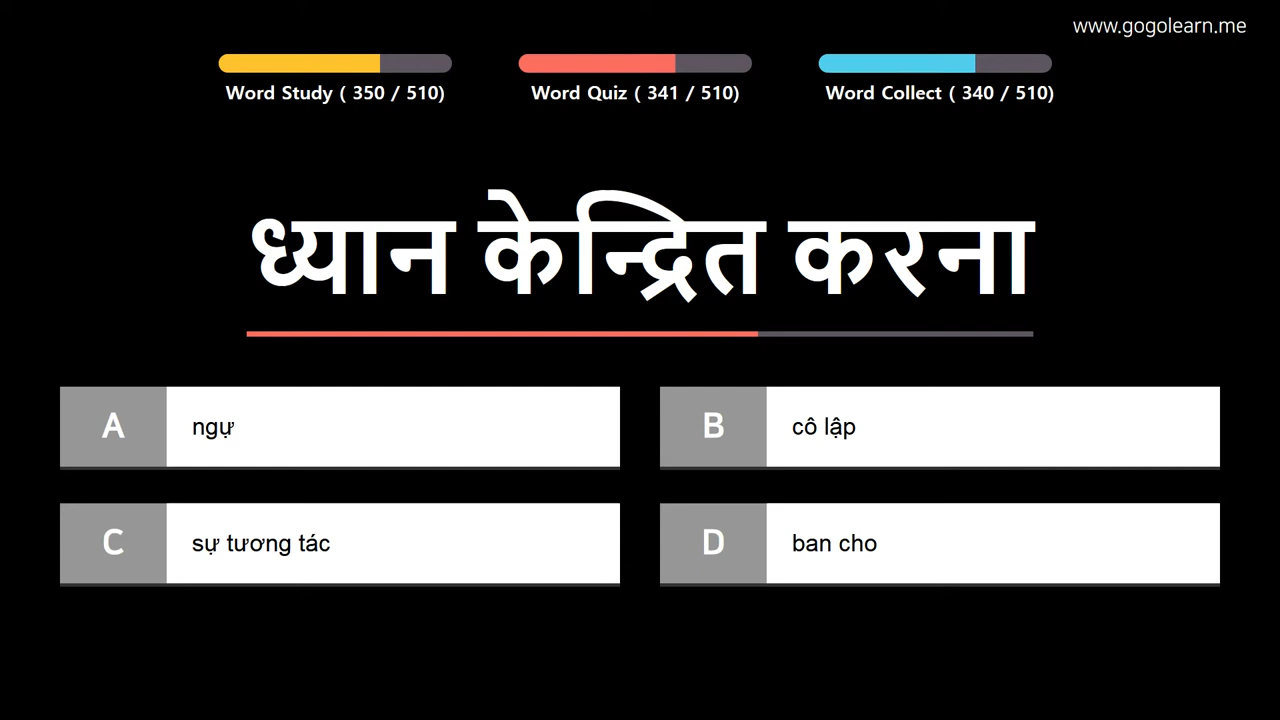 www.gogolearn.me
Word Study ( 350 / 510)
Word Quiz ( 341 / 510)
Word Collect ( 340 / 510)
ध्यान केन्द्रित करना
A
ngự
B
cô lập
C
sự tương tác
D
ban cho